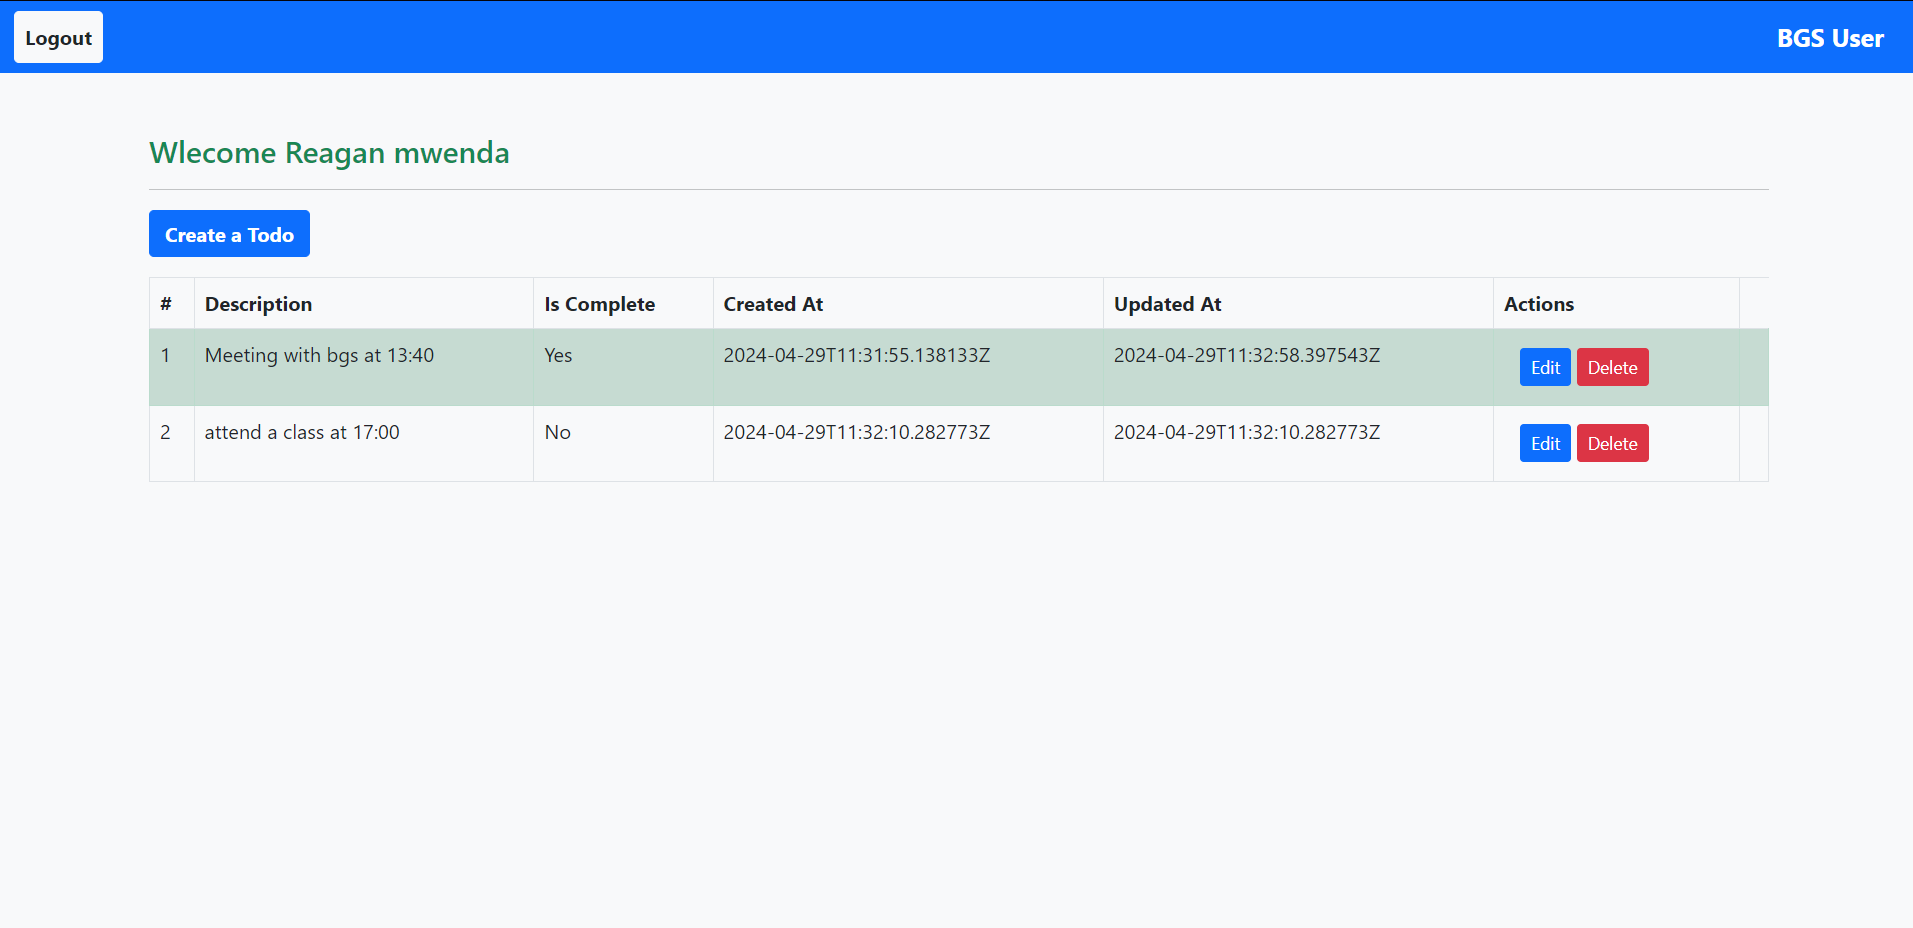 Logout BGS User
Wlecome Reagan mwenda
Create a Todo
# Description Is Complete Created At Updated At Actions
1 Meeting with bgs at 13:40 Yes 2024-04-29T11:31:55.138133Z 2024-04-29T11:32:58.397543Z Edit Delete
2 attend a class at 17:00 No 2024-04-29T11:32:10.282773Z 2024-04-29T11:32:10.282773Z Edit Delete